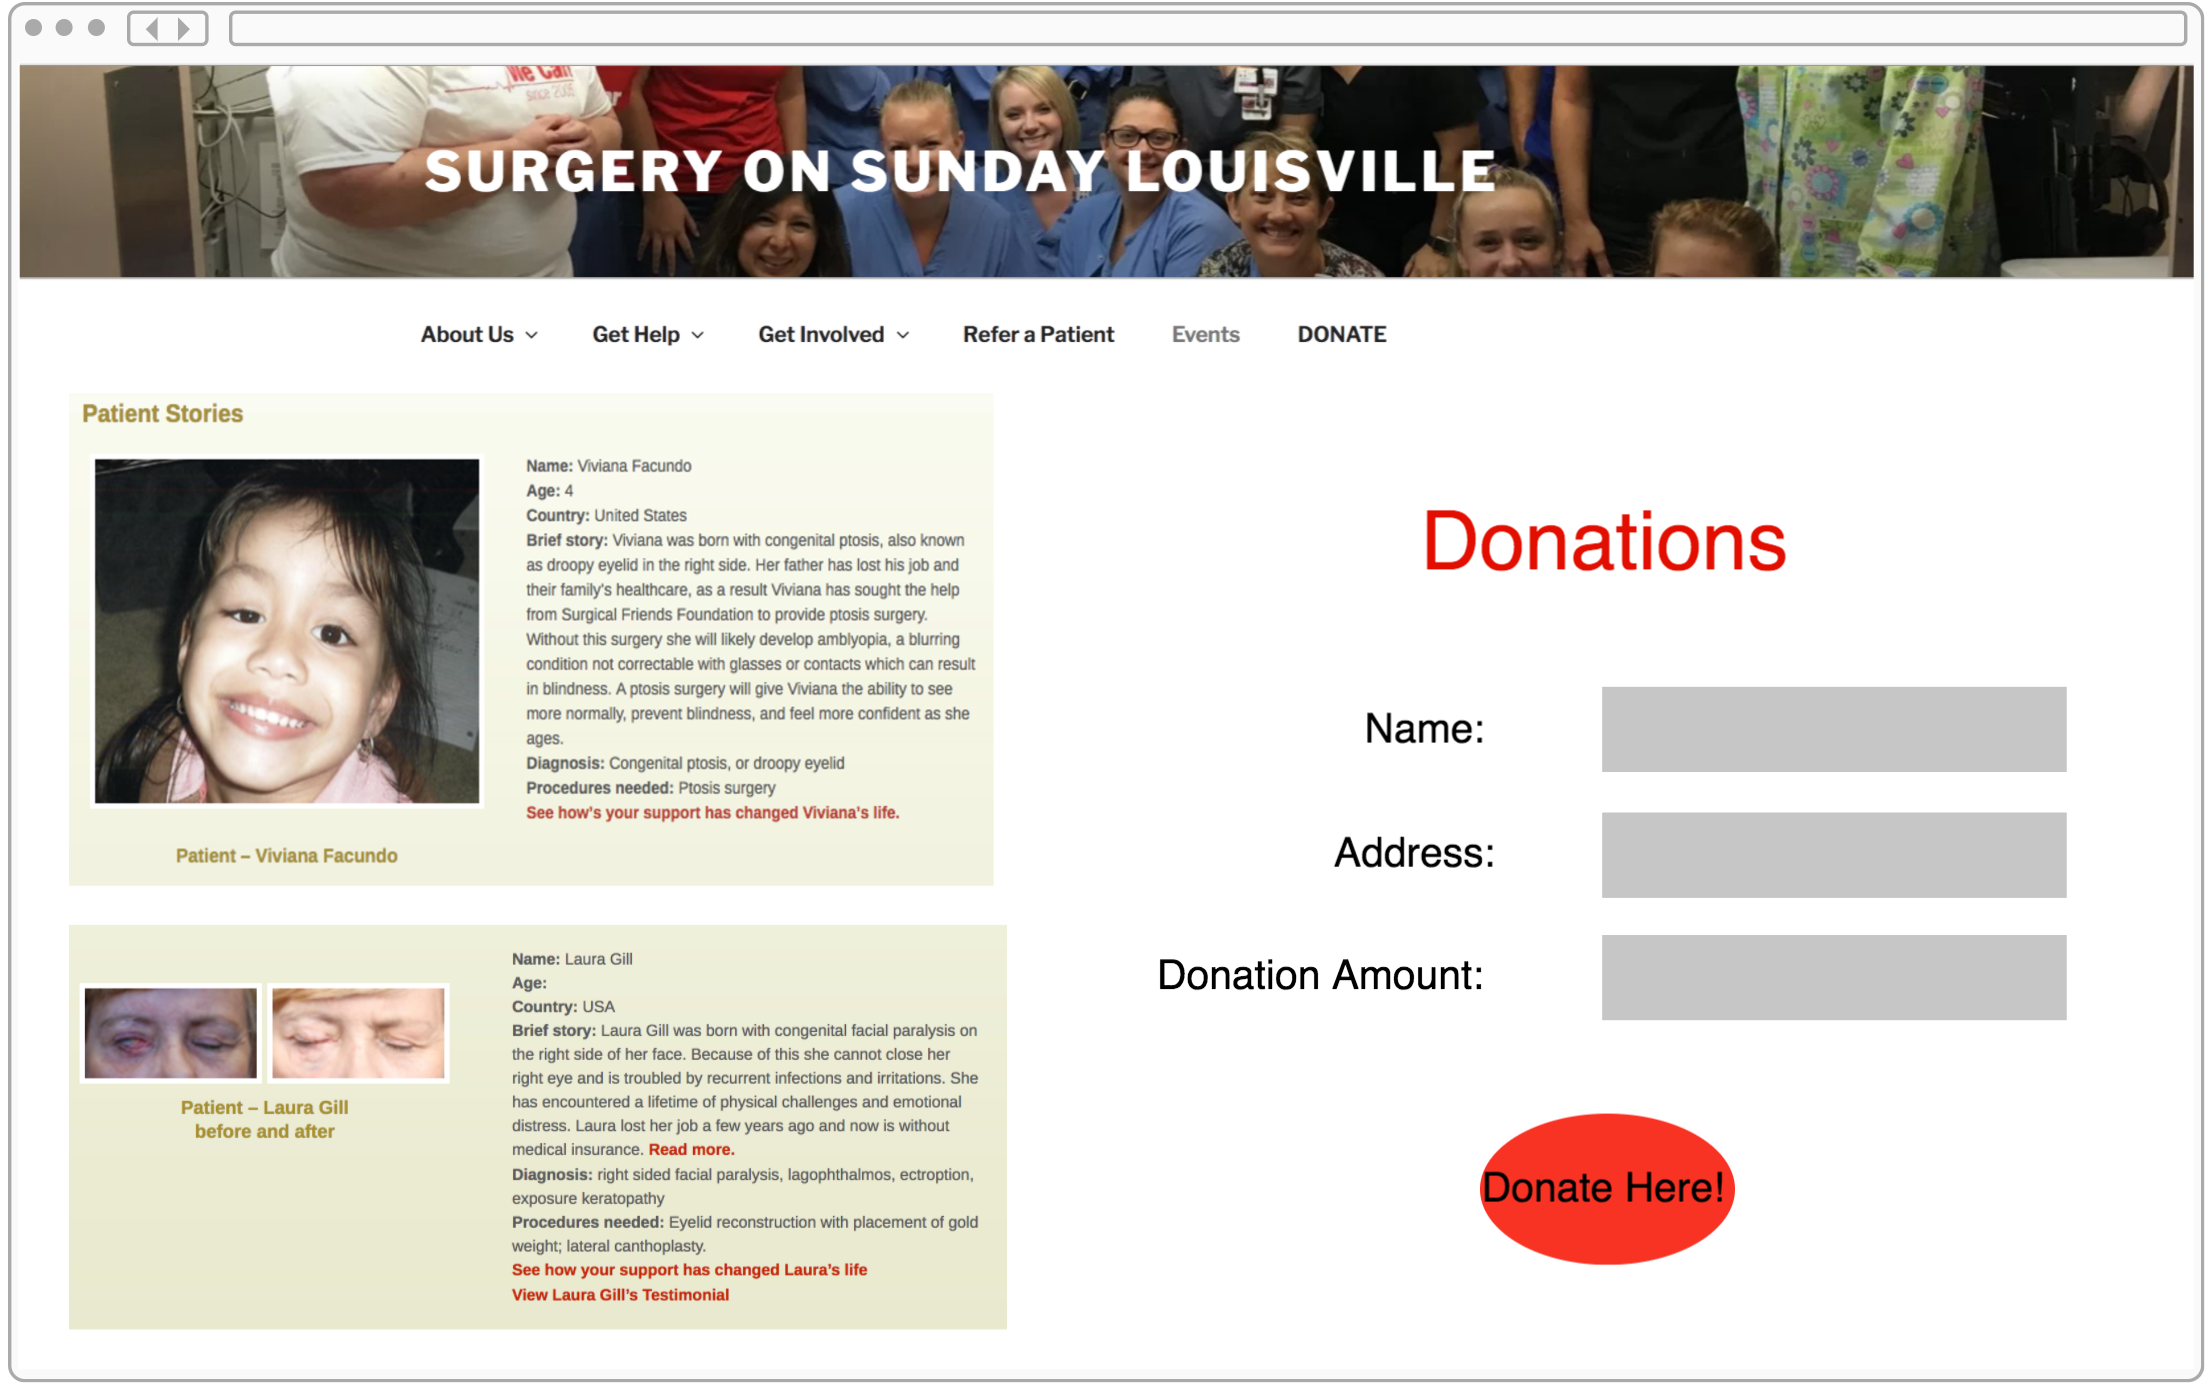 We Can
since 2005
SURGERY ON SUNDAY LOUISVILLE
About Us
Get Help
Get Involved
Refer a Patient
Events
DONATE
Patient Stories
Name: Viviana Facundo
Age: 4
Country: United States
Brief story: Viviana was born with congenital ptosis, also known
as droopy eyelid in the right side. Her father has lost his job and
their family's healthcare, as a result Viviana has sought the help
from Surgical Friends Foundation to provide ptosis surgery.
Without this surgery she will likely develop amblyopia, a blurring
condition not correctable with glasses or contacts which can result
in blindness. A ptosis surgery will give Viviana the ability to see
more normally, prevent blindness, and feel more confident as she
ages.
Diagnosis: Congenital ptosis, or droopy eyelid
Procedures needed: Ptosis surgery
See how's your support has changed Viviana's life.
Patient – Viviana Facundo
Name: Laura Gill
Age:
Country: USA
Brief story: Laura Gill was born with congenital facial paralysis on
the right side of her face. Because of this she cannot close her
right eye and is troubled by recurrent infections and irritations. She
has encountered a lifetime of physical challenges and emotional
distress. Laura lost her job a few years ago and now is without
medical insurance. Read more.
Diagnosis: right sided facial paralysis, lagophthalmos, ectroption,
exposure keratopathy
Procedures needed: Eyelid reconstruction with placement of gold
weight; lateral canthoplasty.
See how your support has changed Laura's life
View Laura Gill's Testimonial
Patient – Laura Gill
before and after
Donations
Name:
Address:
Donation Amount:
Donate Here!